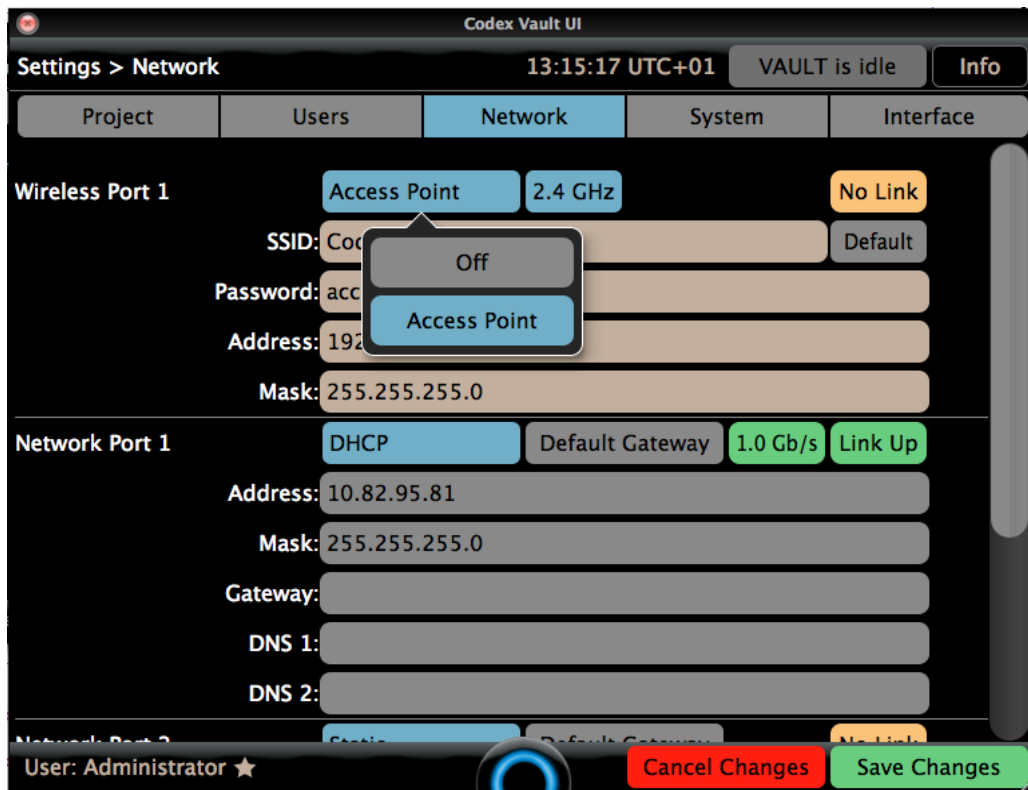 Codex Vault UI
Settings > Network 13:15:17 UTC+01 VAULT is idle Info
Project Users Network System Interface
Wireless Port 1 Access Point 2.4 GHz No Link
SSID: Default
Off
Password:
Access Point
Address:
Mask: 255.255.255.0
Network Port 1 DHCP Default Gateway 1.0 Gb/s Link Up
Address: 10.82.95.81
Mask: 255.255.255.0
Gateway:
DNS 1:
DNS 2:
User: Administrator ★ Cancel Changes Save Changes